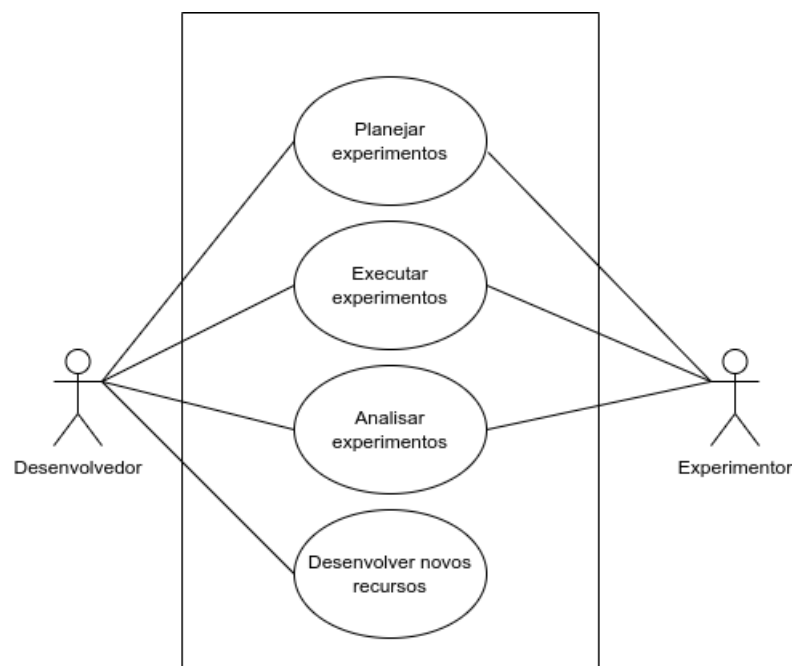 Planejar
experimentos
Executar
experimentos
Analisar
experimentos
Desenvolvedor
Experimentor
Desenvolver novos
recursos